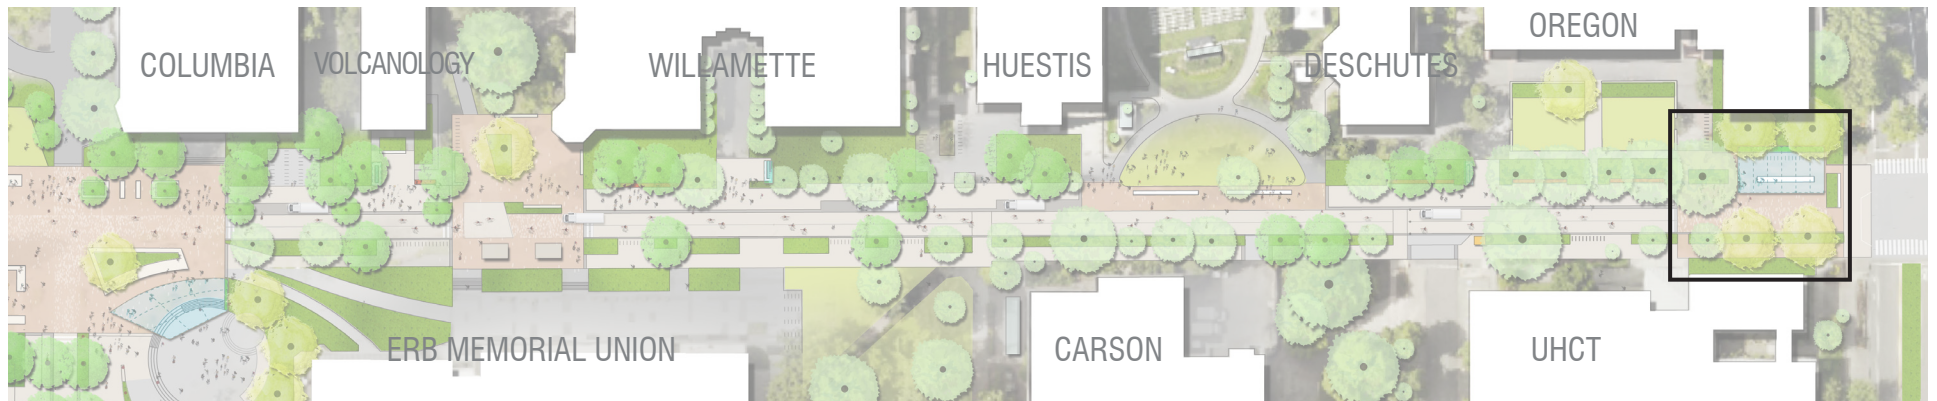 OREGON
COLUMBIA
VOLCANOLOGY
WILLAMETTE
HUESTIS
DESCHUTES
ERB MEMORIAL UNION
CARSON
UHCT